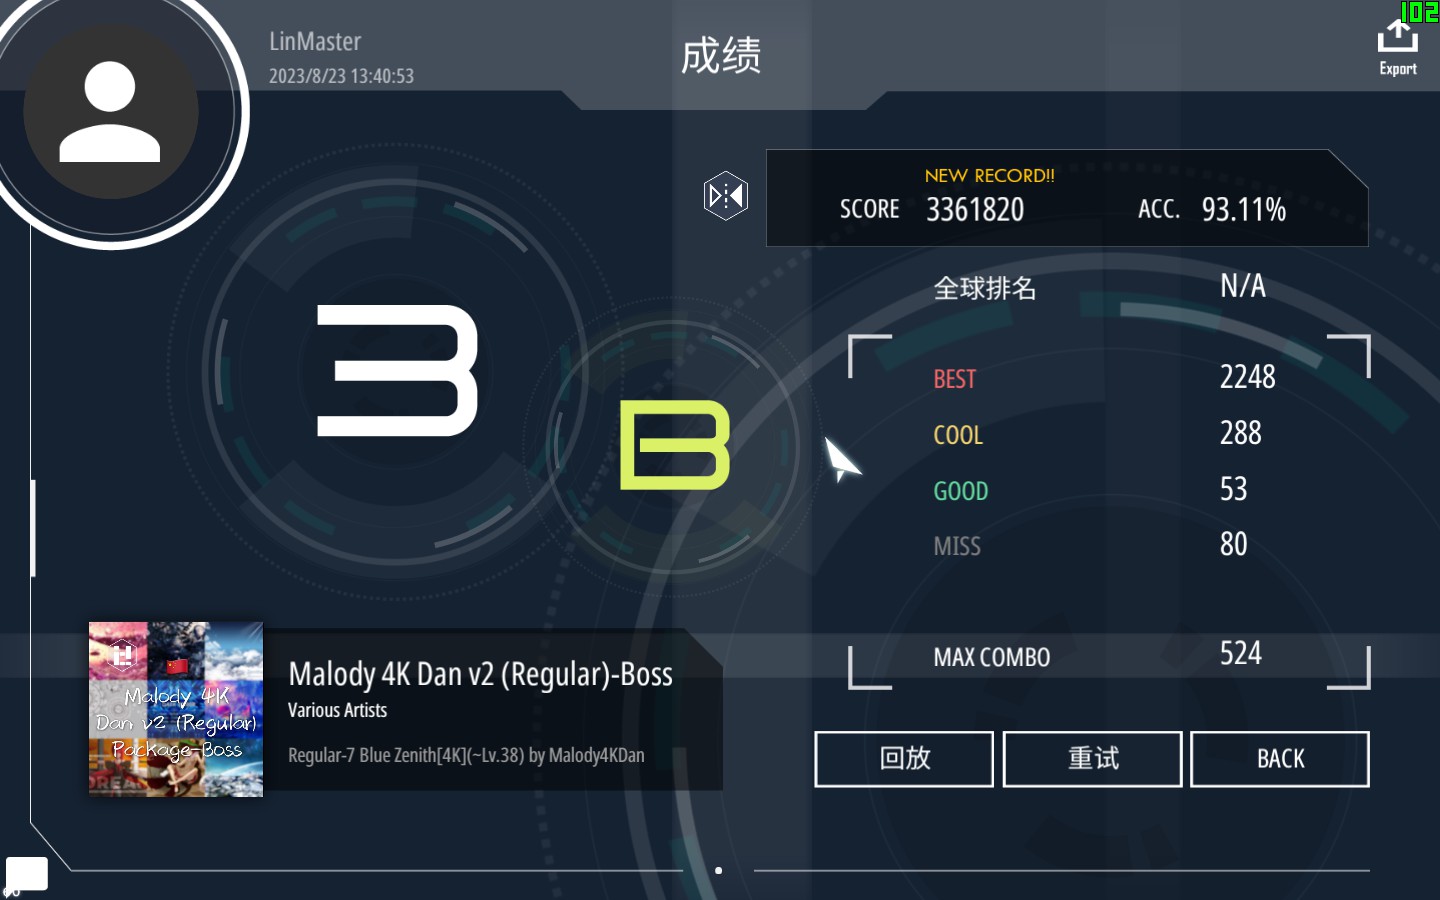 102
LinMaster
2023/8/23 13:40:53
成绩
Export
NEW RECORD!!
SCORE 3361820 ACC. 93.11%
全球排名 N/A
B
BEST 2248
COOL 288
GOOD 53
MISS 80
MAX COMBO 524
Malody 4K
Dan v2 (Regular)
Package-Boss
Malody 4K Dan v2 (Regular)-Boss
Various Artists
Regular-7 Blue Zenith[4K](~Lv.38) by Malody4KDan
回放 重试 BACK